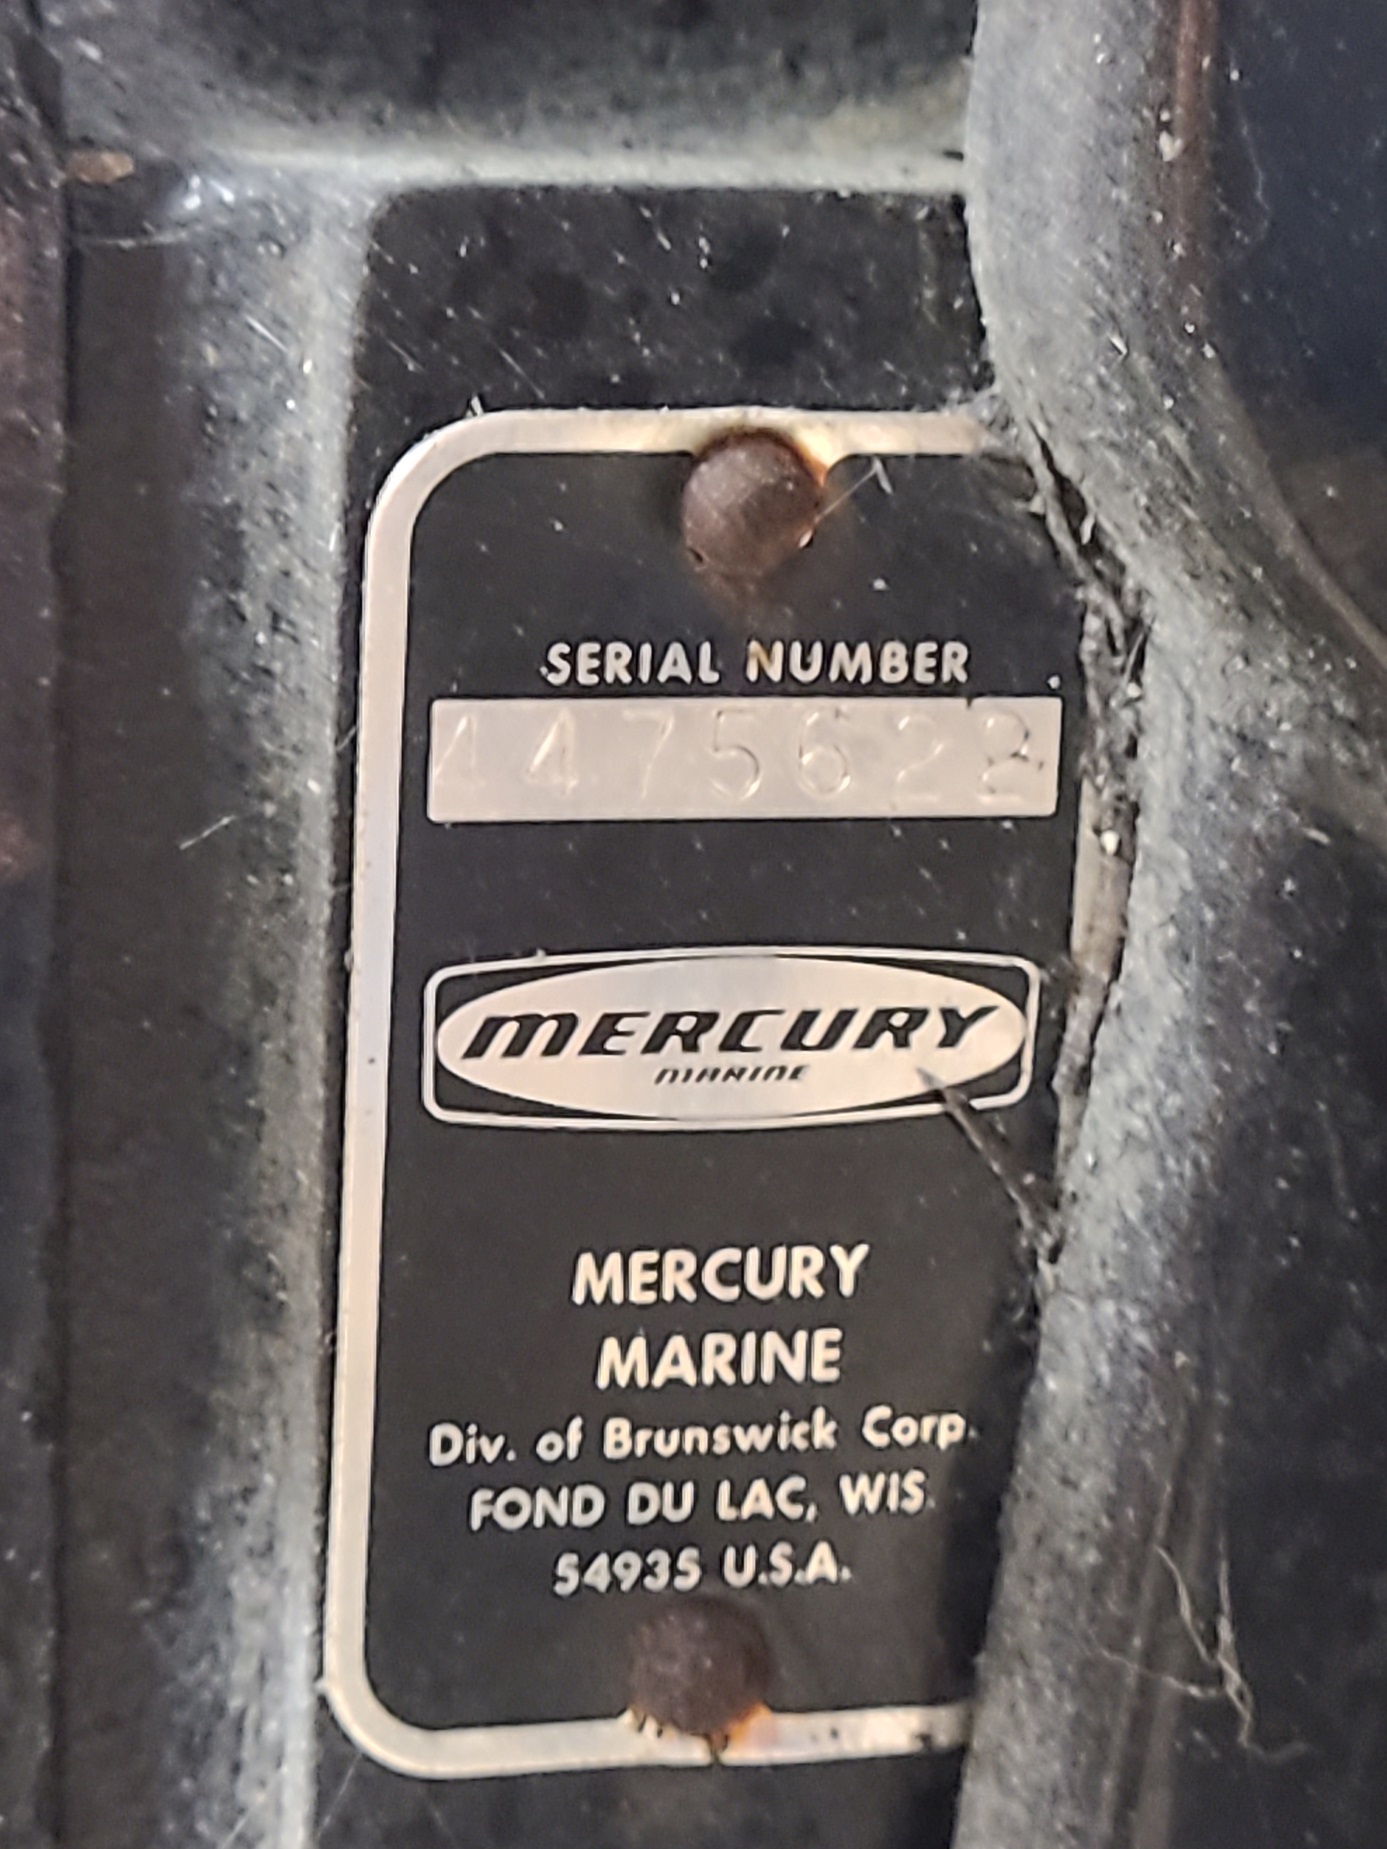 SERIAL NUMBER
4475622
MERCURY
MARINE
MERCURY
MARINE
Div. of Brunswick Corp.
FOND DU LAC, WIS.
54935 U.S.A.